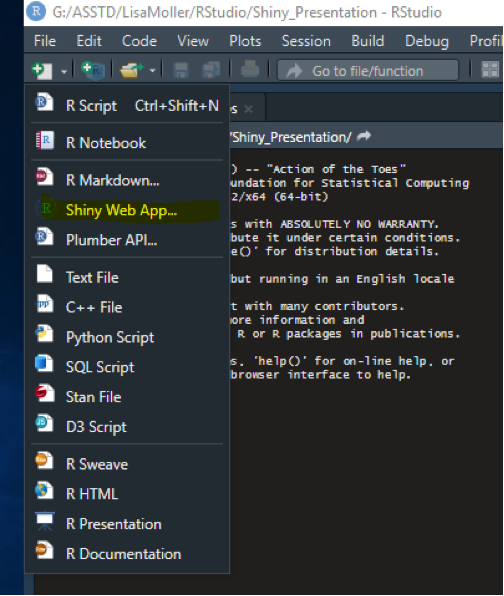 G:/ASSTD/LisaMoller/RStudio/Shiny_Presentation - RStudio
File Edit Code View Plots Session Build Debug Profil
Go to file/function
R Script Ctrl+Shift+N
R Notebook
R Markdown...
Shiny Web App...
Plumber API...
Text File
C++ File
Python Script
SQL Script
Stan File
D3 Script
R Sweave
R HTML
R Presentation
R Documentation
s ×
/Shiny_Presentation/
) -- "Action of the Toes"
undation for Statistical Computing
2/x64 (64-bit)
s with ABSOLUTELY NO WARRANTY.
bute it under certain conditions.
e()' for distribution details.
but running in an English locale
t with many contributors.
ore information and
R or R packages in publications.
s, 'help()' for on-line help, or
browser interface to help.